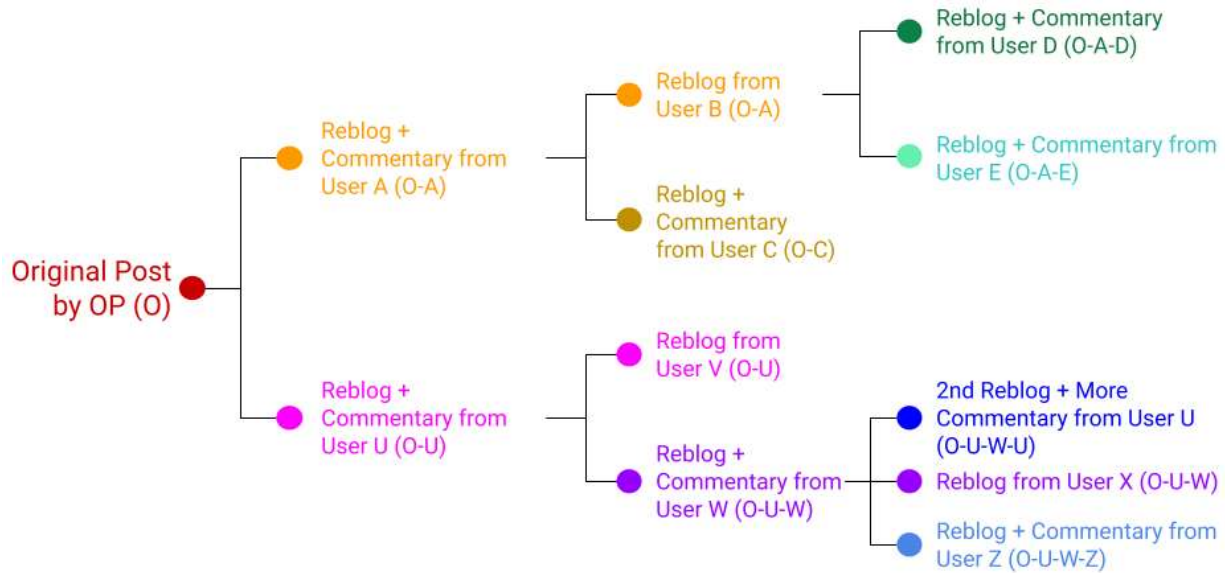 Original Post
by OP (O)
Reblog +
Commentary from
User A (O-A)
Reblog from
User B (O-A)
Reblog + Commentary
from User D (O-A-D)
Reblog + Commentary from
User E (O-A-E)
Reblog +
Commentary
from User C (O-C)
Reblog +
Commentary from
User U (O-U)
Reblog from
User V (O-U)
Reblog +
Commentary from
User W (O-U-W)
2nd Reblog + More
Commentary from User U
(O-U-W-U)
Reblog from User X (O-U-W)
Reblog + Commentary from
User Z (O-U-W-Z)